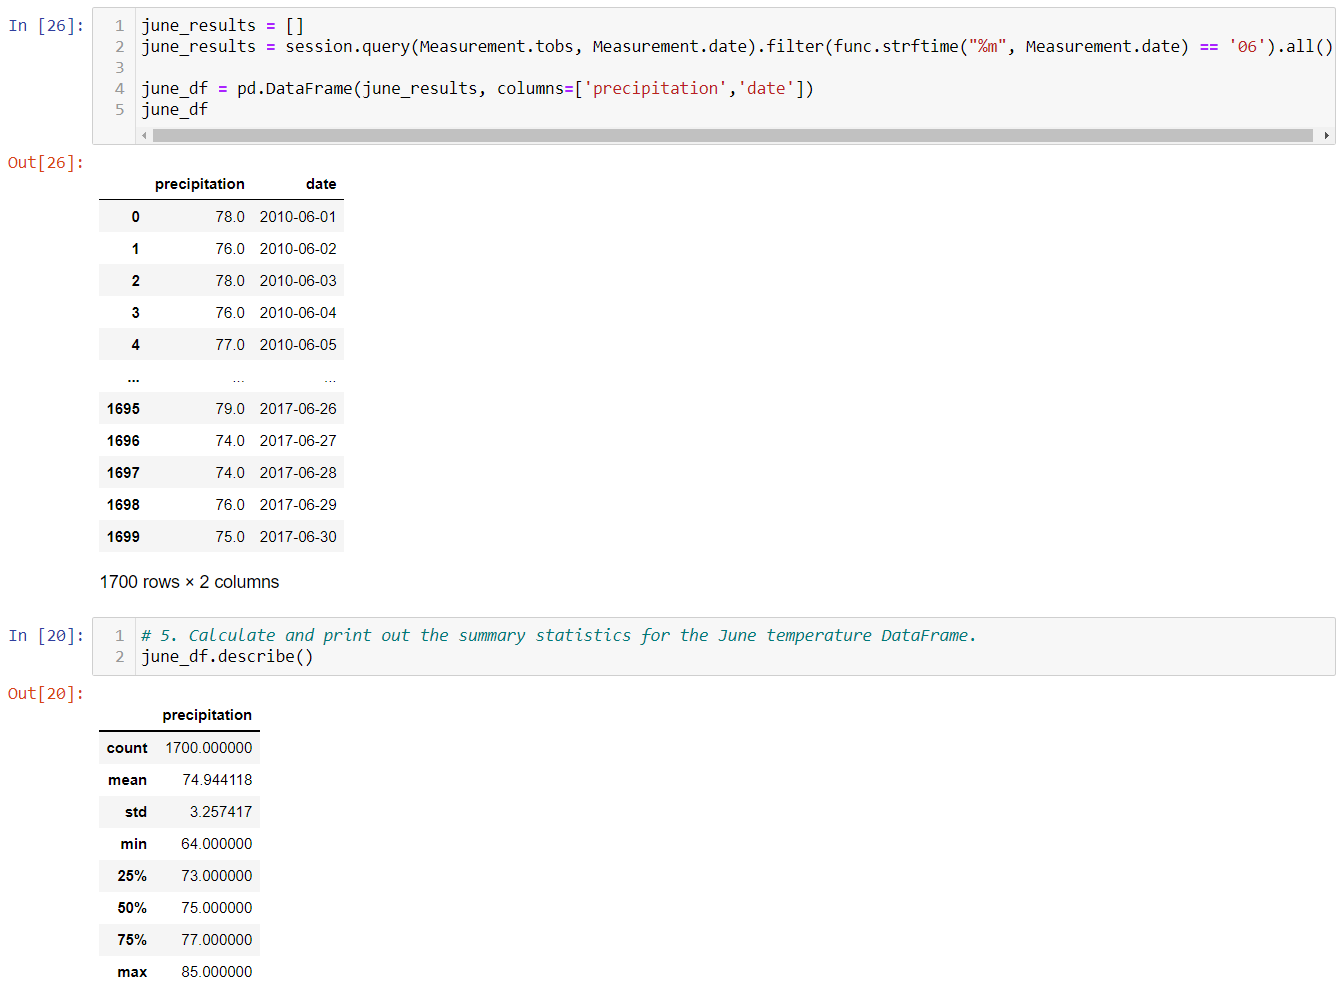 In [26]:
1 june_results = []
2 june_results = session.query(Measurement.tobs, Measurement.date).filter(func.strftime("%m", Measurement.date) == '06').all()
3
4 june_df = pd.DataFrame(june_results, columns=['precipitation','date'])
5 june_df
Out[26]:
precipitation date
0 78.0 2010-06-01
1 76.0 2010-06-02
2 78.0 2010-06-03
3 76.0 2010-06-04
4 77.0 2010-06-05
... ... ...
1695 79.0 2017-06-26
1696 74.0 2017-06-27
1697 74.0 2017-06-28
1698 76.0 2017-06-29
1699 75.0 2017-06-30
1700 rows × 2 columns
In [20]:
1 # 5. Calculate and print out the summary statistics for the June temperature DataFrame.
2 june_df.describe()
Out[20]:
precipitation
count 1700.000000
mean 74.944118
std 3.257417
min 64.000000
25% 73.000000
50% 75.000000
75% 77.000000
max 85.000000